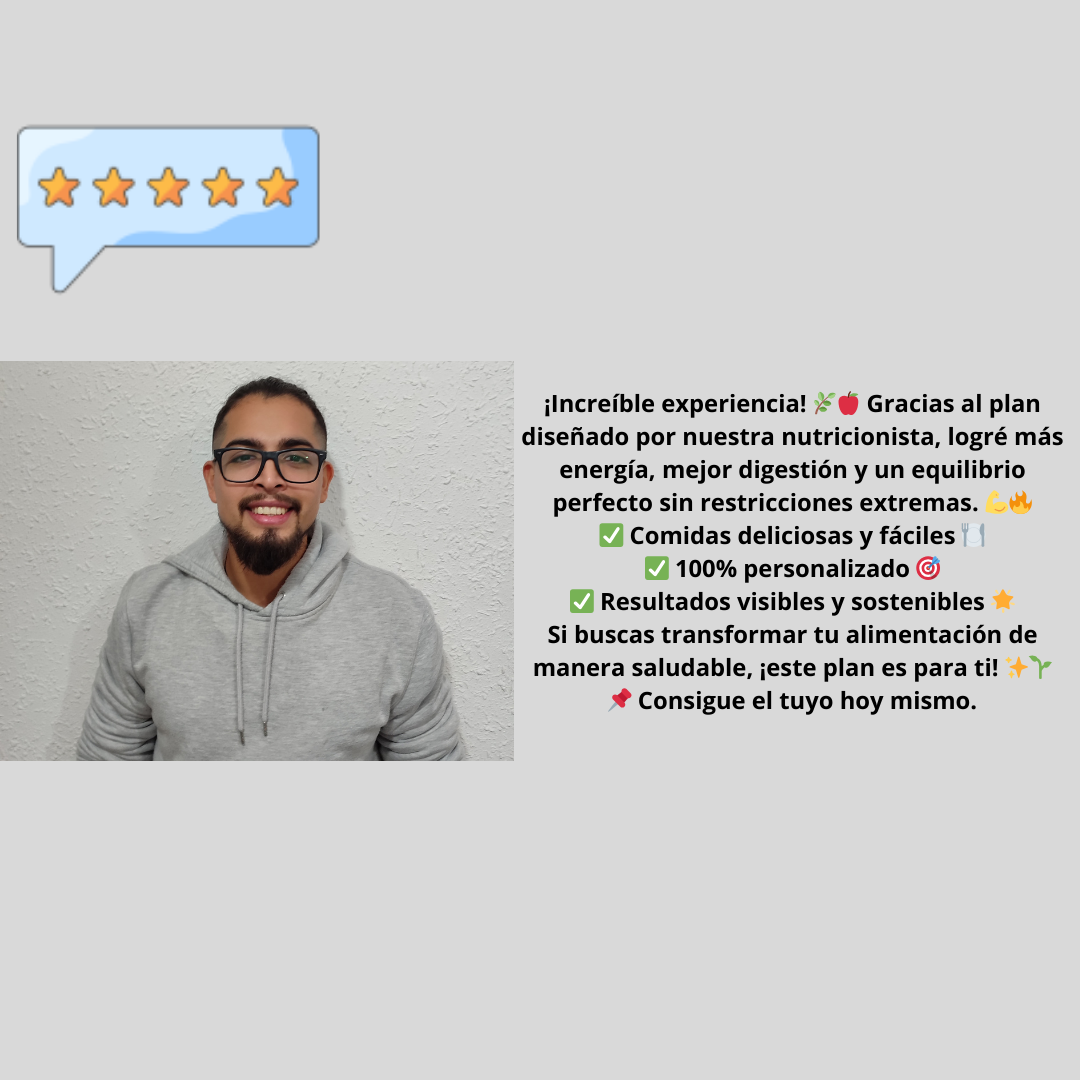 ¡Increíble experiencia! 🌿🍎 Gracias al plan
diseñado por nuestra nutricionista, logré más
energía, mejor digestión y un equilibrio
perfecto sin restricciones extremas. 💪🔥
✅ Comidas deliciosas y fáciles 🍽️
✅ 100% personalizado 🎯
✅ Resultados visibles y sostenibles ⭐
Si buscas transformar tu alimentación de
manera saludable, ¡este plan es para ti! ✨🌱
📌 Consigue el tuyo hoy mismo.